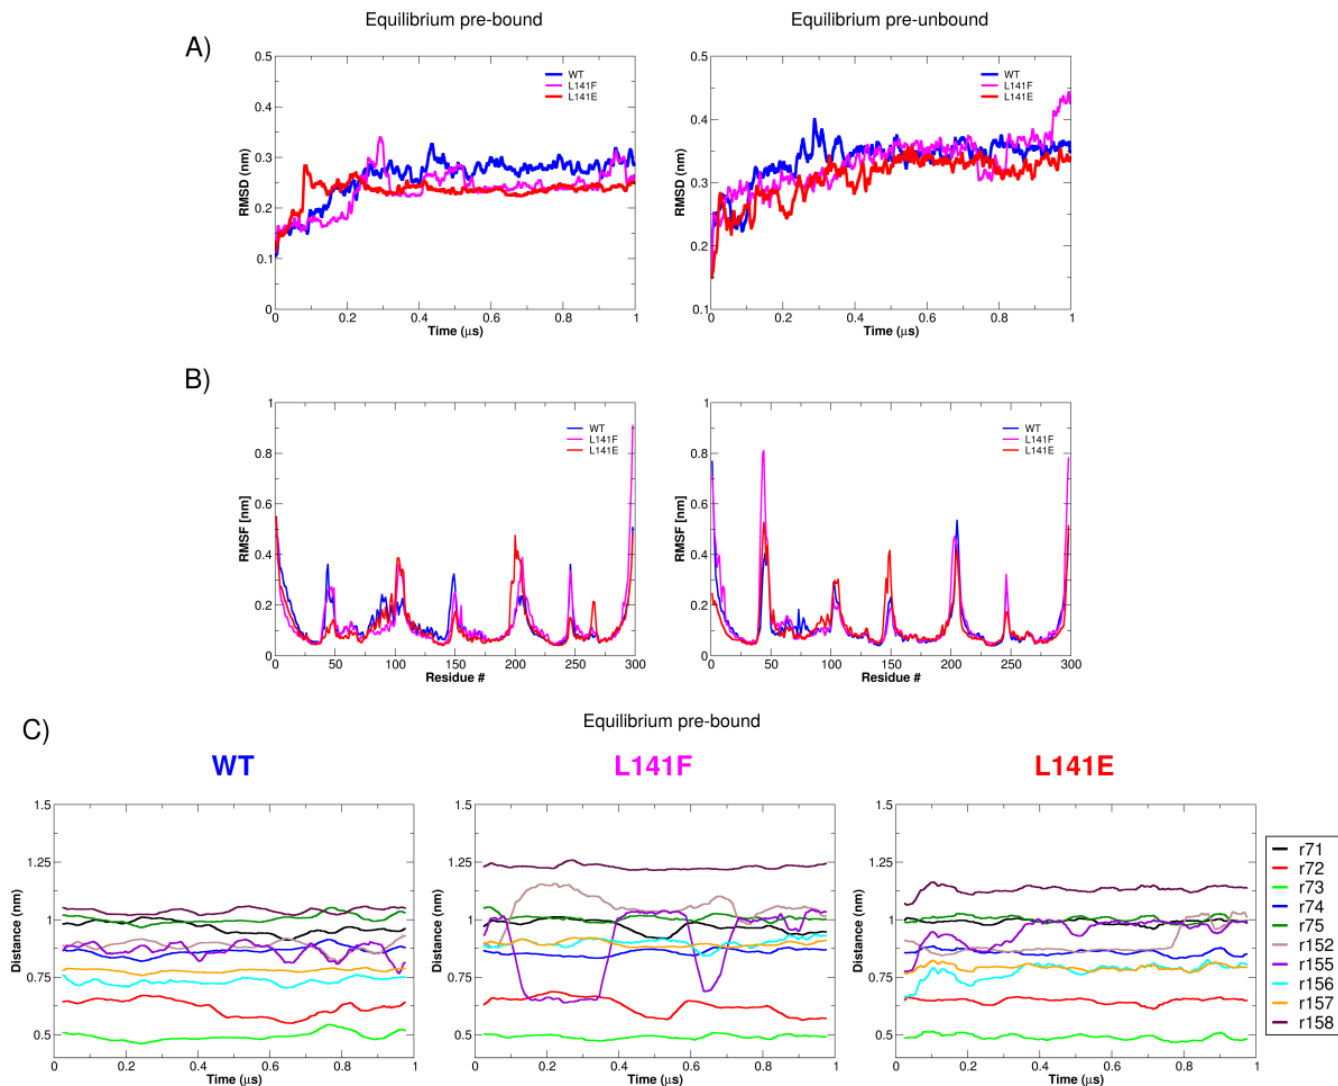 Equilibrium pre-bound
Equilibrium pre-unbound
A)
0.5
0.4
0.3
0.2
0.1
0
RMSD (nm)
WT
L141F
L141E
0
0.2
0.4
0.6
0.8
1
Time (μs)
0.5
0.4
0.3
0.2
0.1
RMSD (nm)
WT
L141F
L141E
0
0.2
0.4
0.6
0.8
1
Time (μs)
B)
1
0.8
0.6
0.4
0.2
0
RMSF [nm]
WT
L141F
L141E
0
50
100
150
200
250
300
Residue #
1
0.8
0.6
0.4
0.2
0
RMSF [nm]
WT
L141F
L141E
0
50
100
150
200
250
300
Residue #
C)
Equilibrium pre-bound
WT
L141F
L141E
1.5
1.25
1
0.75
0.5
Distance (nm)
0
0.2
0.4
0.6
0.8
1
Time (μs)
1.5
1.25
1
0.75
0.5
Distance (nm)
0
0.2
0.4
0.6
0.8
1
Time (μs)
1.5
1.25
1
0.75
0.5
Distance (nm)
0
0.2
0.4
0.6
0.8
1
Time (μs)
r71
r72
r73
r74
r75
r152
r155
r156
r157
r158